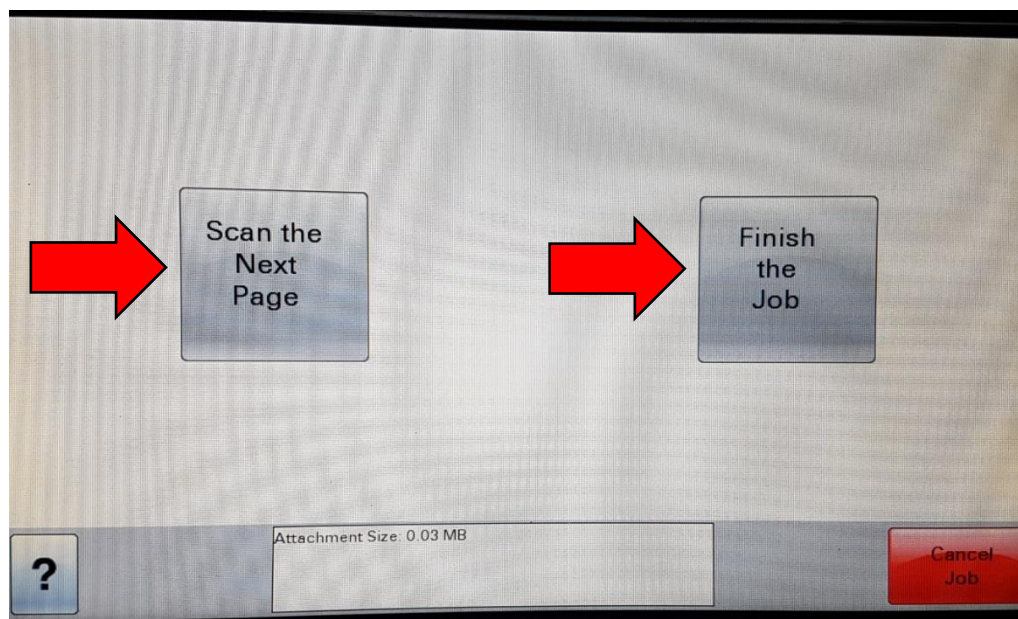 Scan the
Next
Page
Finish
the
Job
Attachment Size: 0.03 MB
?
Cancel
Job